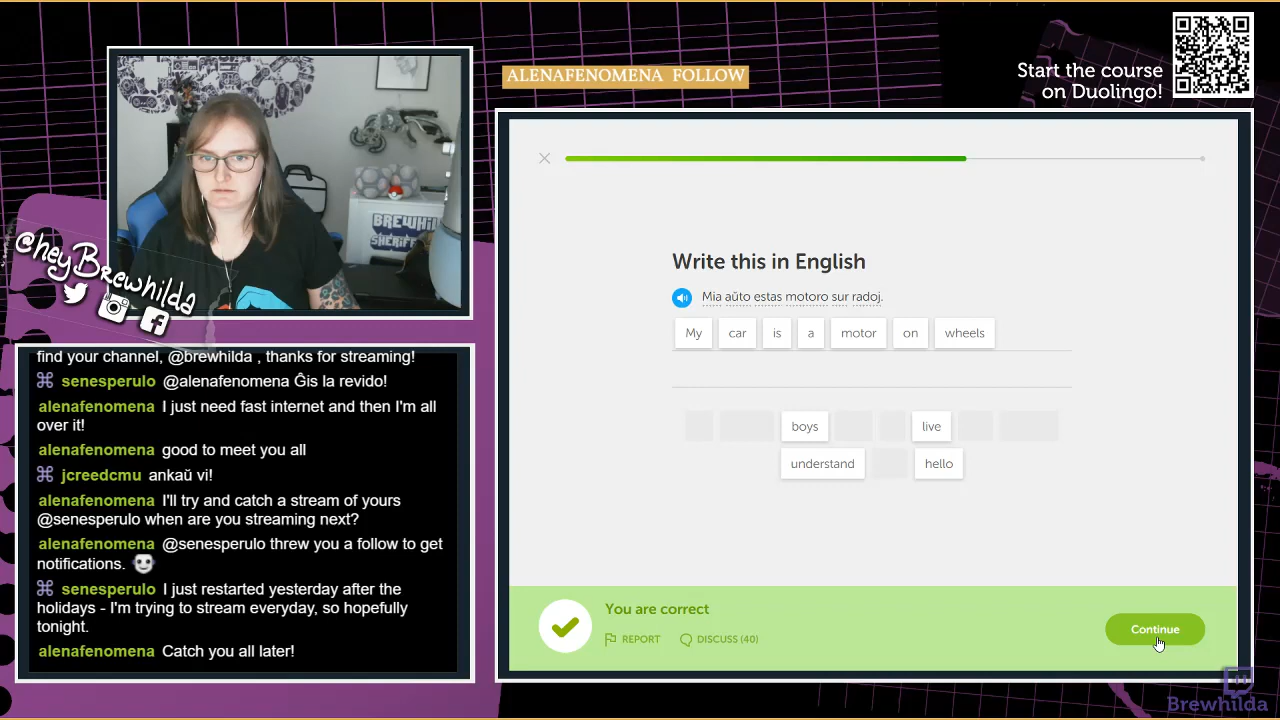 ALENAFENOMENA FOLLOW
Start the course
on Duolingo!
BREWHIL
SHERIFF
@heyBrewhilda
find your channel, @brewhilda , thanks for streaming!
senesperulo @alenafenomena Ĝis la revido!
alenafenomena I just need fast internet and then I'm all
over it!
alenafenomena good to meet you all
jcreedcmu ankaŭ vi!
alenafenomena I'll try and catch a stream of yours
@senesperulo when are you streaming next?
alenafenomena @senesperulo threw you a follow to get
notifications.
senesperulo I just restarted yesterday after the
holidays - I'm trying to stream everyday, so hopefully
tonight.
alenafenomena Catch you all later!
Write this in English
Mia aŭto estas motoro sur radoj.
My car is a motor on wheels
boys live
understand hello
You are correct
REPORT DISCUSS (40)
Continue
Brewhilda